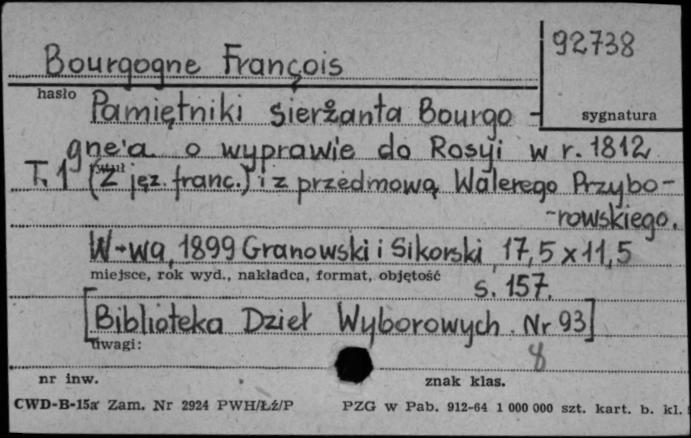 92738
Bourgogne François
hasło
sygnatura
Pamiętniki sierżanta Bourgo-
gne'a o wyprawie do Rosyi w r. 1812
T. 1 (Z jęz. franc.) i z przedmową Walerego Przybo-
-rowskiego.
W-wa, 1899 Granowski i Sikorski 17,5 x 11,5
miejsce, rok wyd., nakładca, format, objętość
s. 157.
[Biblioteka Dzieł Wyborowych. Nr 93]
uwagi:
8
nr inw.
znak klas.
CWD-B-15a Zam. Nr 2924 PWH/Łź/P
PZG w Pab. 912-64 1 000 000 szt. kart. b. kl.